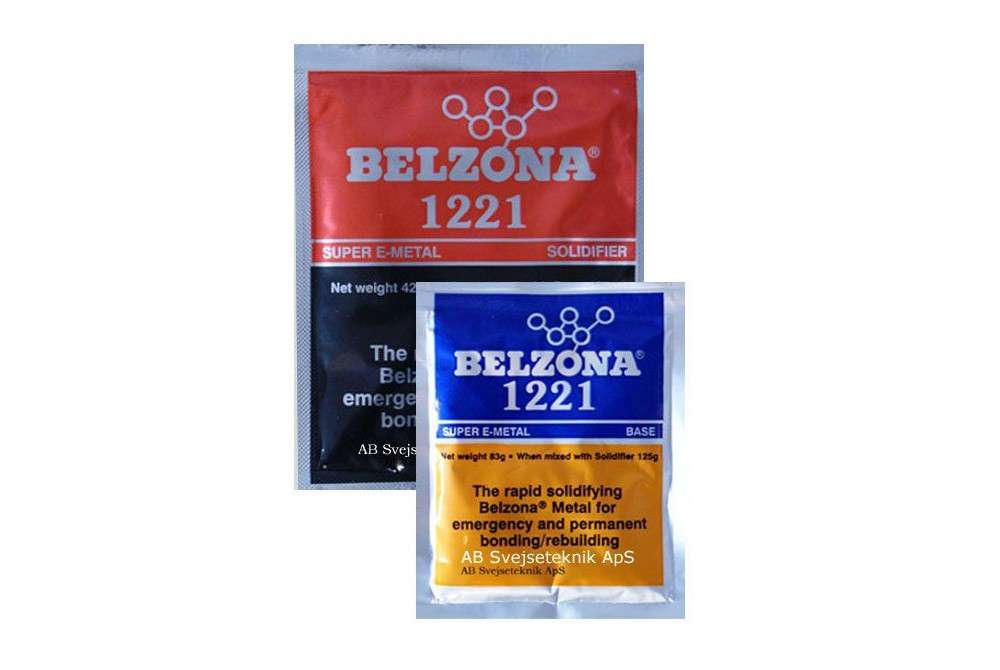 BELZONA®
1221
SUPER E-METAL SOLIDIFIER
Net weight 42
The
emerge
AB Svejs
BELZONA®
1221
SUPER E-METAL BASE
Net weight 83g • When mixed with Solidifier 125g
The rapid solidifying
Belzona® Metal for
emergency and permanent
bonding/rebuilding
AB Svejseteknik ApS
AB Svejseteknik ApS